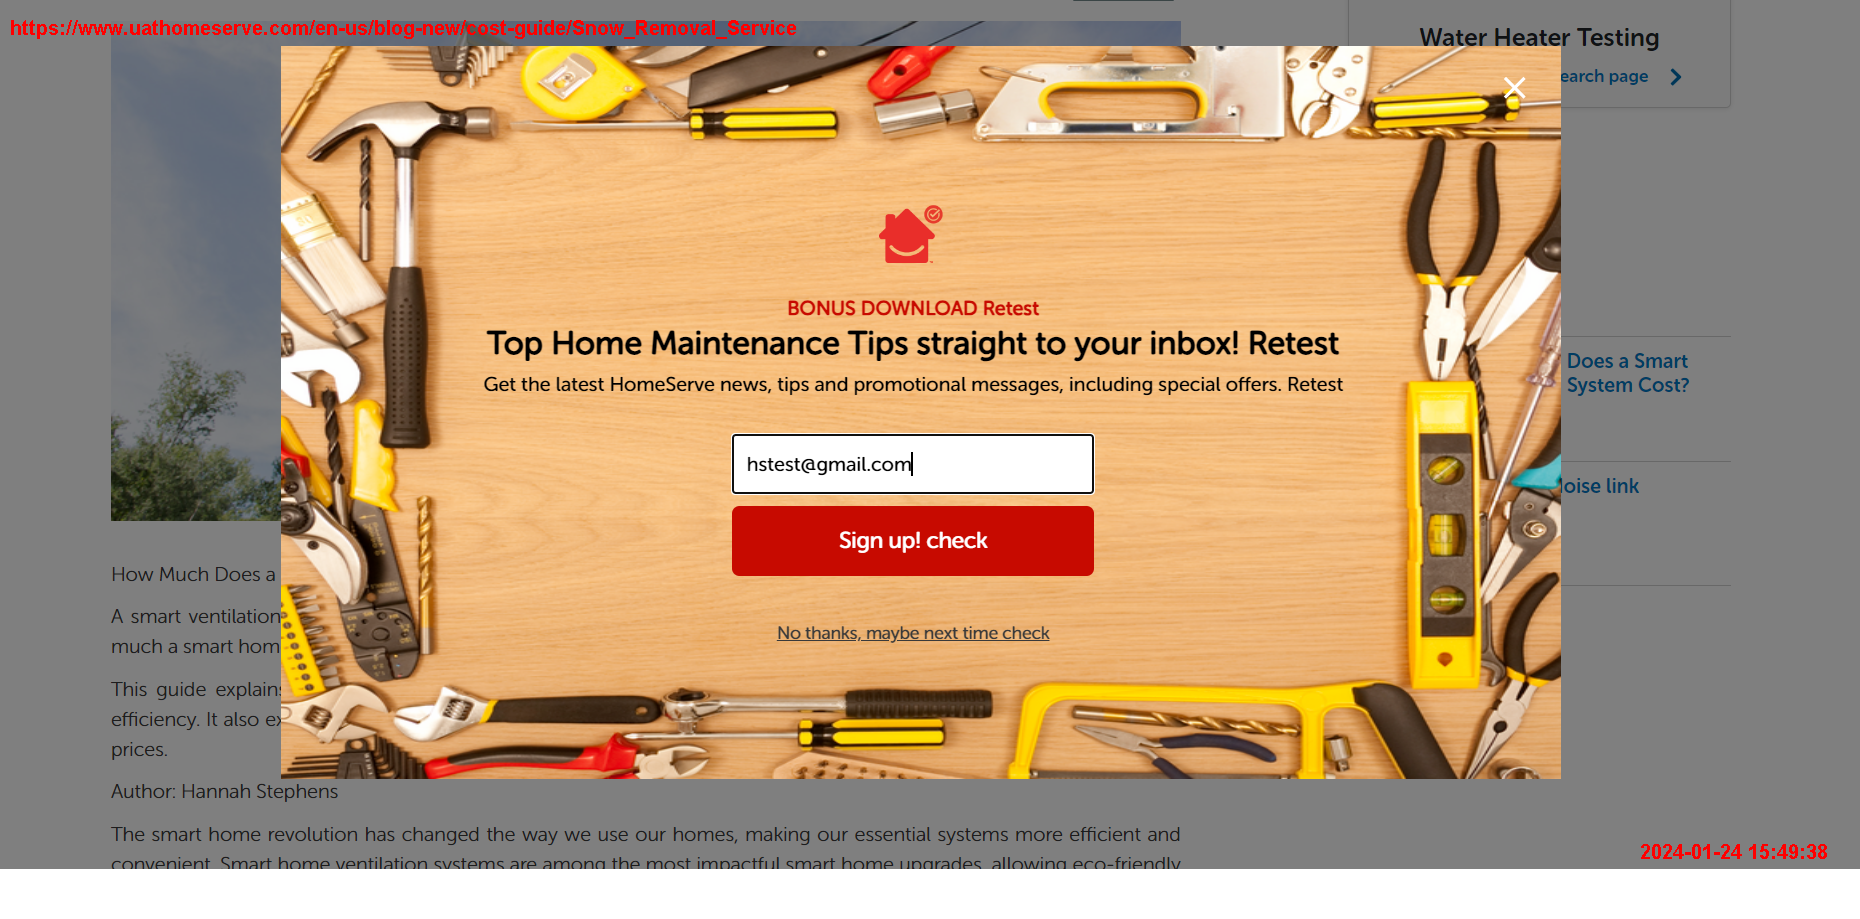 https://www.uathomeserve.com/en-us/blog-new/cost-guide/Snow_Removal_Service
Water Heater Testing
earch page
BONUS DOWNLOAD Retest
Top Home Maintenance Tips straight to your inbox! Retest
Get the latest HomeServe news, tips and promotional messages, including special offers. Retest
hstest@gmail.com
Sign up! check
No thanks, maybe next time check
Does a Smart
System Cost?
oise link
How Much Does a
A smart ventilation
much a smart hom
This guide explain
efficiency. It also ex
prices.
Author: Hannah Stephens
The smart home revolution has changed the way we use our homes, making our essential systems more efficient and
convenient. Smart home ventilation systems are among the most impactful smart home upgrades, allowing eco-friendly
2024-01-24 15:49:38